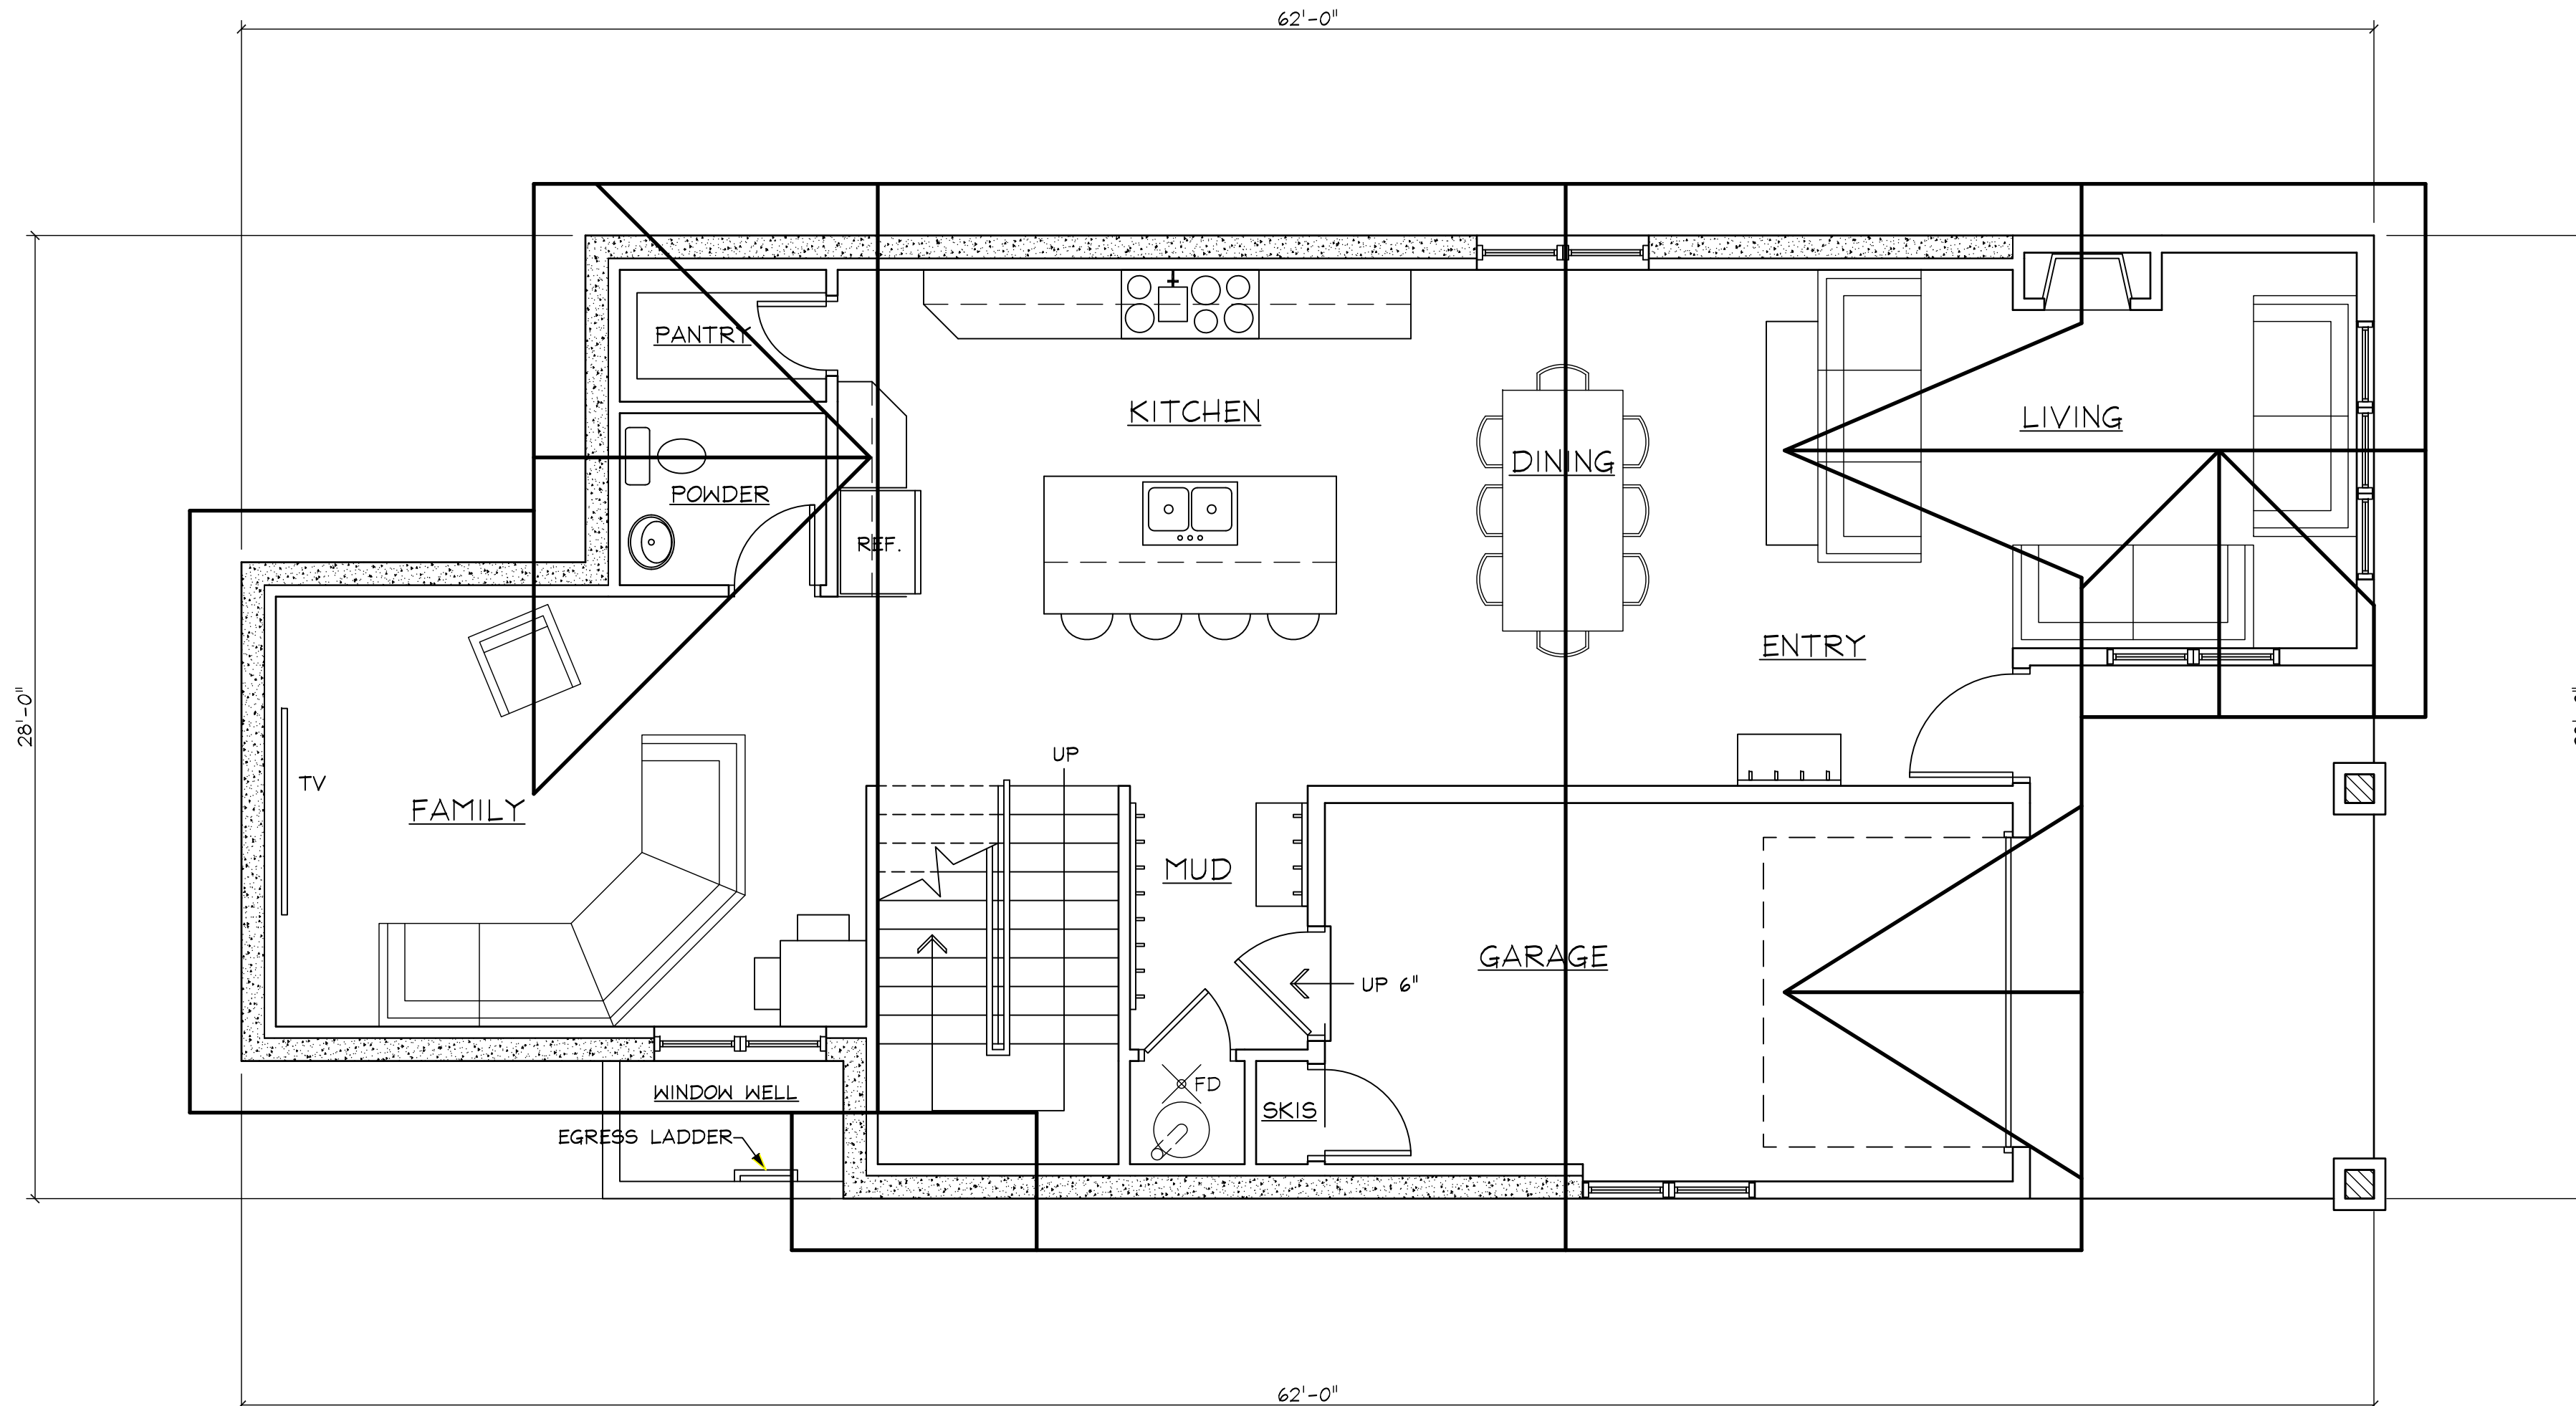 62'-0"
PANTRY
KITCHEN
LIVING
DINING
POWDER
REF.
ENTRY
28'-0"
UP
TV
FAMILY
MUD
GARAGE
UP 6"
FD
WINDOW WELL
SKIS
EGRESS LADDER
62'-0"